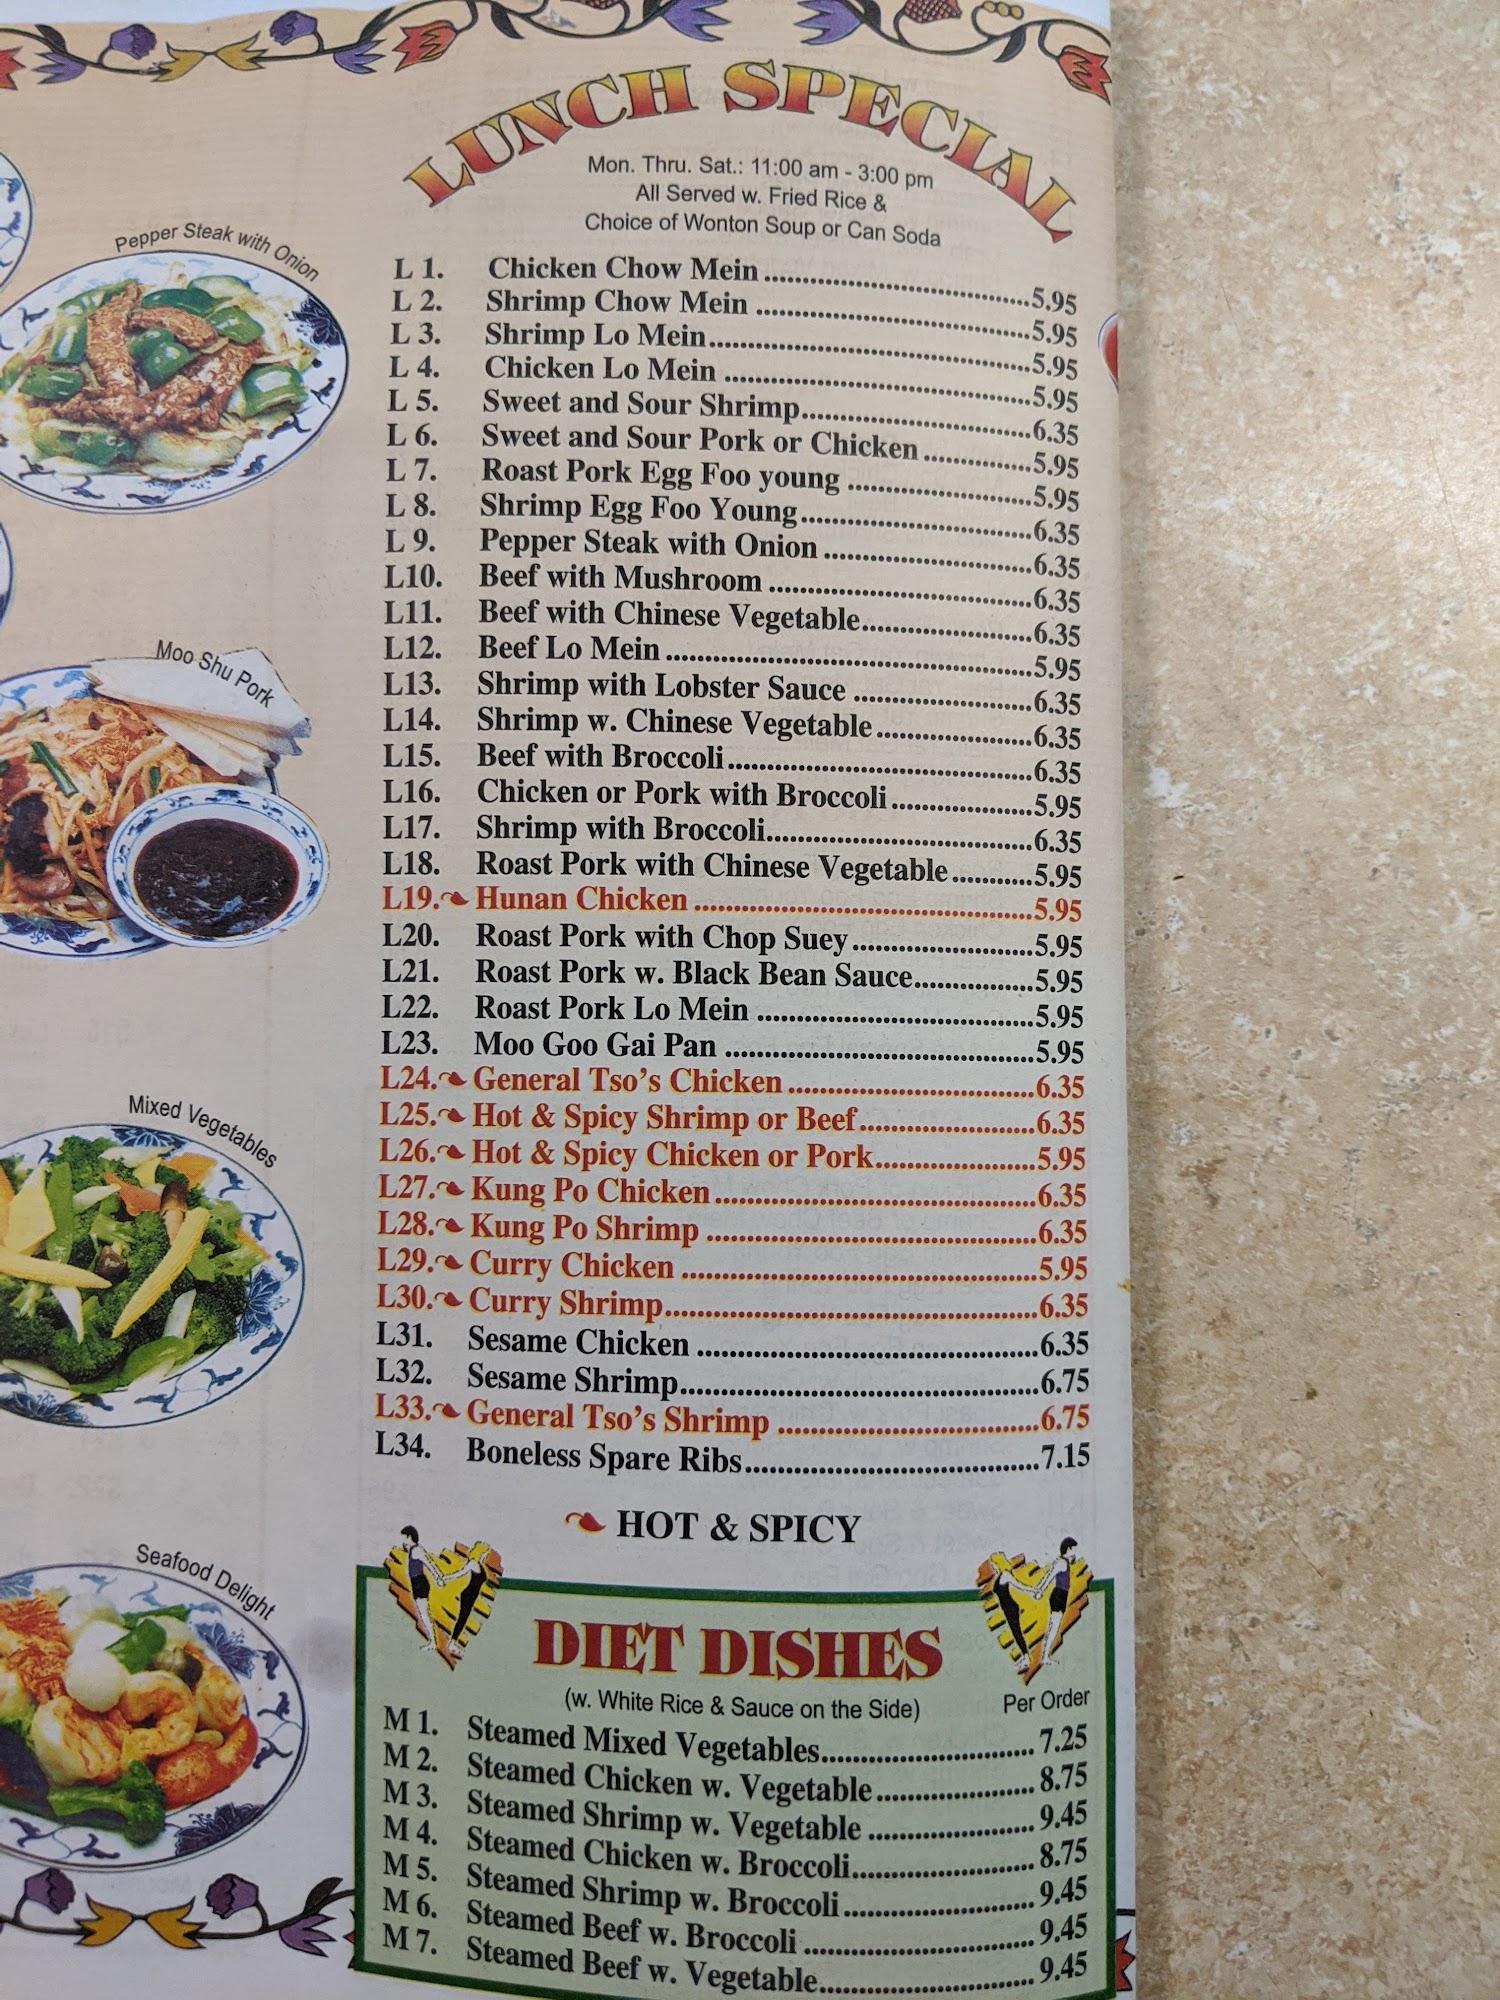 LUNCH SPECIAL
Mon. Thru. Sat.: 11:00 am - 3:00 pm
All Served w. Fried Rice &
Choice of Wonton Soup or Can Soda
L 1. Chicken Chow Mein 5.95
L 2. Shrimp Chow Mein 5.95
L 3. Shrimp Lo Mein 5.95
L 4. Chicken Lo Mein 5.95
L 5. Sweet and Sour Shrimp 6.35
L 6. Sweet and Sour Pork or Chicken 5.95
L 7. Roast Pork Egg Foo young 5.95
L 8. Shrimp Egg Foo Young 6.35
L 9. Pepper Steak with Onion 6.35
L10. Beef with Mushroom 6.35
L11. Beef with Chinese Vegetable 6.35
L12. Beef Lo Mein 5.95
L13. Shrimp with Lobster Sauce 6.35
L14. Shrimp w. Chinese Vegetable 6.35
L15. Beef with Broccoli 6.35
L16. Chicken or Pork with Broccoli 5.95
L17. Shrimp with Broccoli 6.35
L18. Roast Pork with Chinese Vegetable 5.95
L19. Hunan Chicken 5.95
L20. Roast Pork with Chop Suey 5.95
L21. Roast Pork w. Black Bean Sauce 5.95
L22. Roast Pork Lo Mein 5.95
L23. Moo Goo Gai Pan 5.95
L24. General Tso's Chicken 6.35
L25. Hot & Spicy Shrimp or Beef 6.35
L26. Hot & Spicy Chicken or Pork 5.95
L27. Kung Po Chicken 6.35
L28. Kung Po Shrimp 6.35
L29. Curry Chicken 5.95
L30. Curry Shrimp 6.35
L31. Sesame Chicken 6.35
L32. Sesame Shrimp 6.75
L33. General Tso's Shrimp 6.75
L34. Boneless Spare Ribs 7.15
HOT & SPICY
DIET DISHES
(w. White Rice & Sauce on the Side) Per Order
M 1. Steamed Mixed Vegetables 7.25
M 2. Steamed Chicken w. Vegetable 8.75
M 3. Steamed Shrimp w. Vegetable 9.45
M 4. Steamed Chicken w. Broccoli 8.75
M 5. Steamed Shrimp w. Broccoli 9.45
M 6. Steamed Beef w. Broccoli 9.45
M 7. Steamed Beef w. Vegetable 9.45
Pepper Steak with Onion
Moo Shu Pork
Mixed Vegetables
Seafood Delight